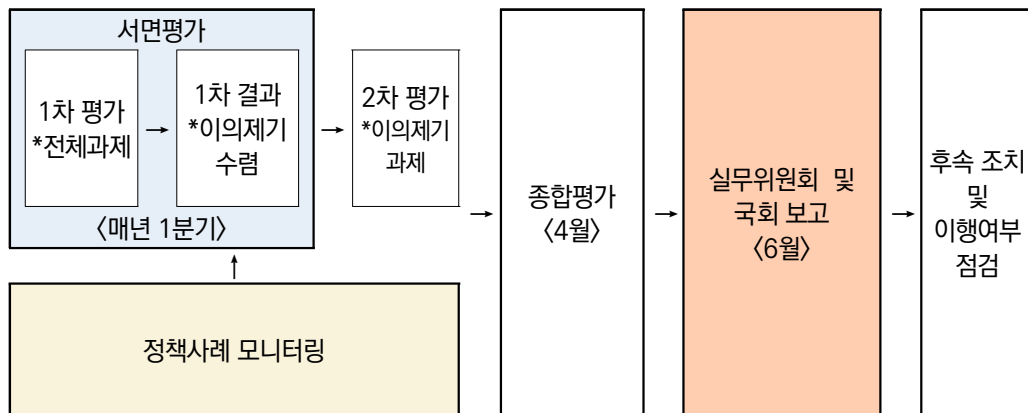 서면평가
1차 평가
*전체과제
1차 결과
*이의제기
수렴
2차 평가
*이의제기
과제
〈매년 1분기〉
정책사례 모니터링
종합평가
〈4월〉
실무위원회 및
국회 보고
〈6월〉
후속 조치
및
이행여부
점검